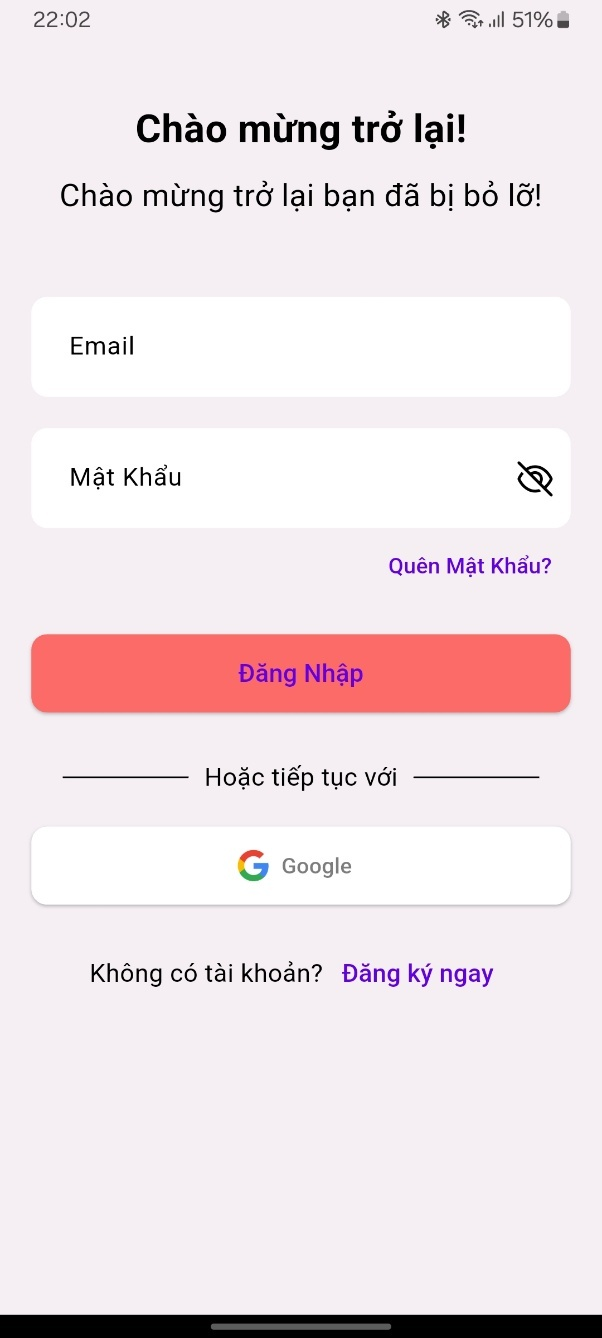 22:02 51%
Chào mừng trở lại!
Chào mừng trở lại bạn đã bị bỏ lỡ!
Email
Mật Khẩu
Quên Mật Khẩu?
Đăng Nhập
Hoặc tiếp tục với
Google
Không có tài khoản? Đăng ký ngay